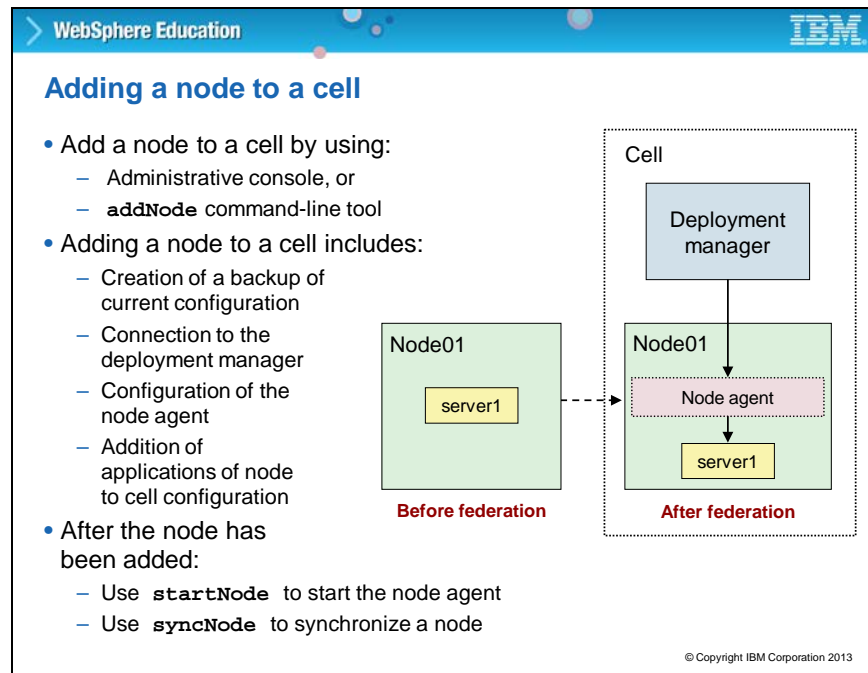 WebSphere Education
IBM
Adding a node to a cell
• Add a node to a cell by using:
– Administrative console, or
– addNode command-line tool
• Adding a node to a cell includes:
– Creation of a backup of
current configuration
– Connection to the
deployment manager
– Configuration of the
node agent
– Addition of
applications of node
to cell configuration
• After the node has
been added:
– Use startNode to start the node agent
– Use syncNode to synchronize a node
Node01
server1
Before federation
Cell
Deployment
manager
Node01
Node agent
server1
After federation
© Copyright IBM Corporation 2013